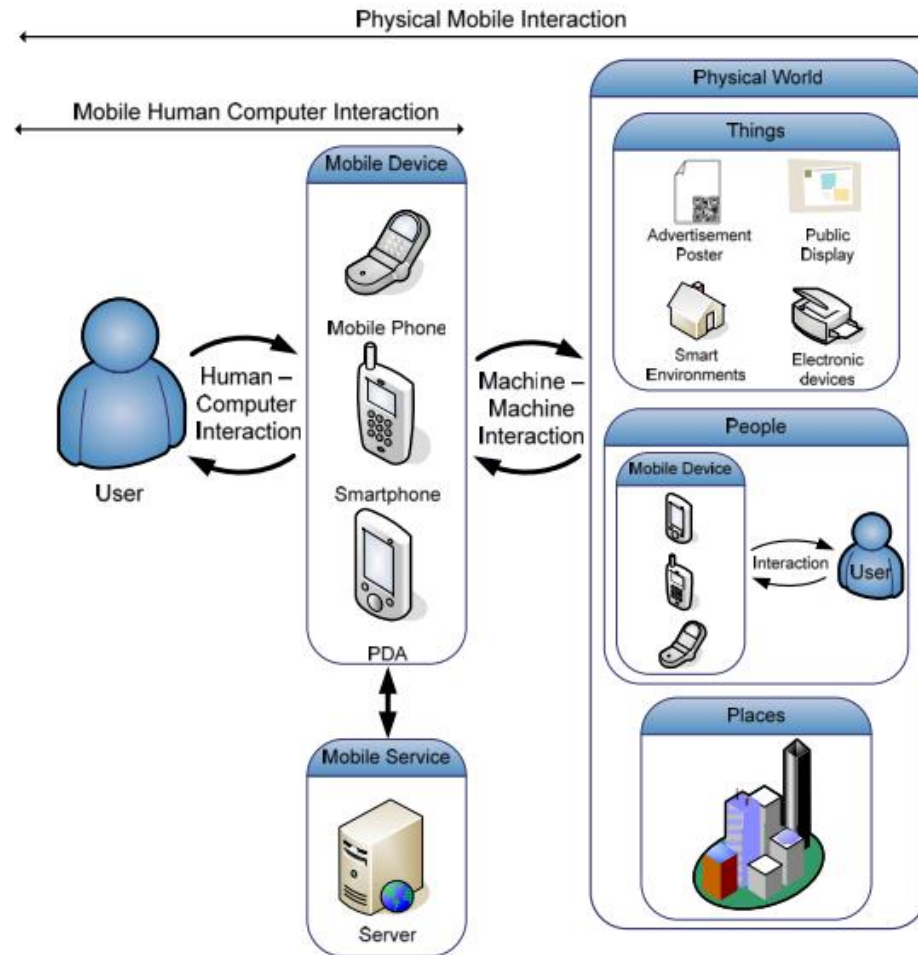 Physical Mobile Interaction
Mobile Human Computer Interaction
User
Human –
Computer
Interaction
Mobile Device
Mobile Phone
Smartphone
PDA
Mobile Service
Server
Machine –
Machine
Interaction
Physical World
Things
Advertisement
Poster
Public
Display
Smart
Environments
Electronic
devices
People
Mobile Device
Interaction
User
Places